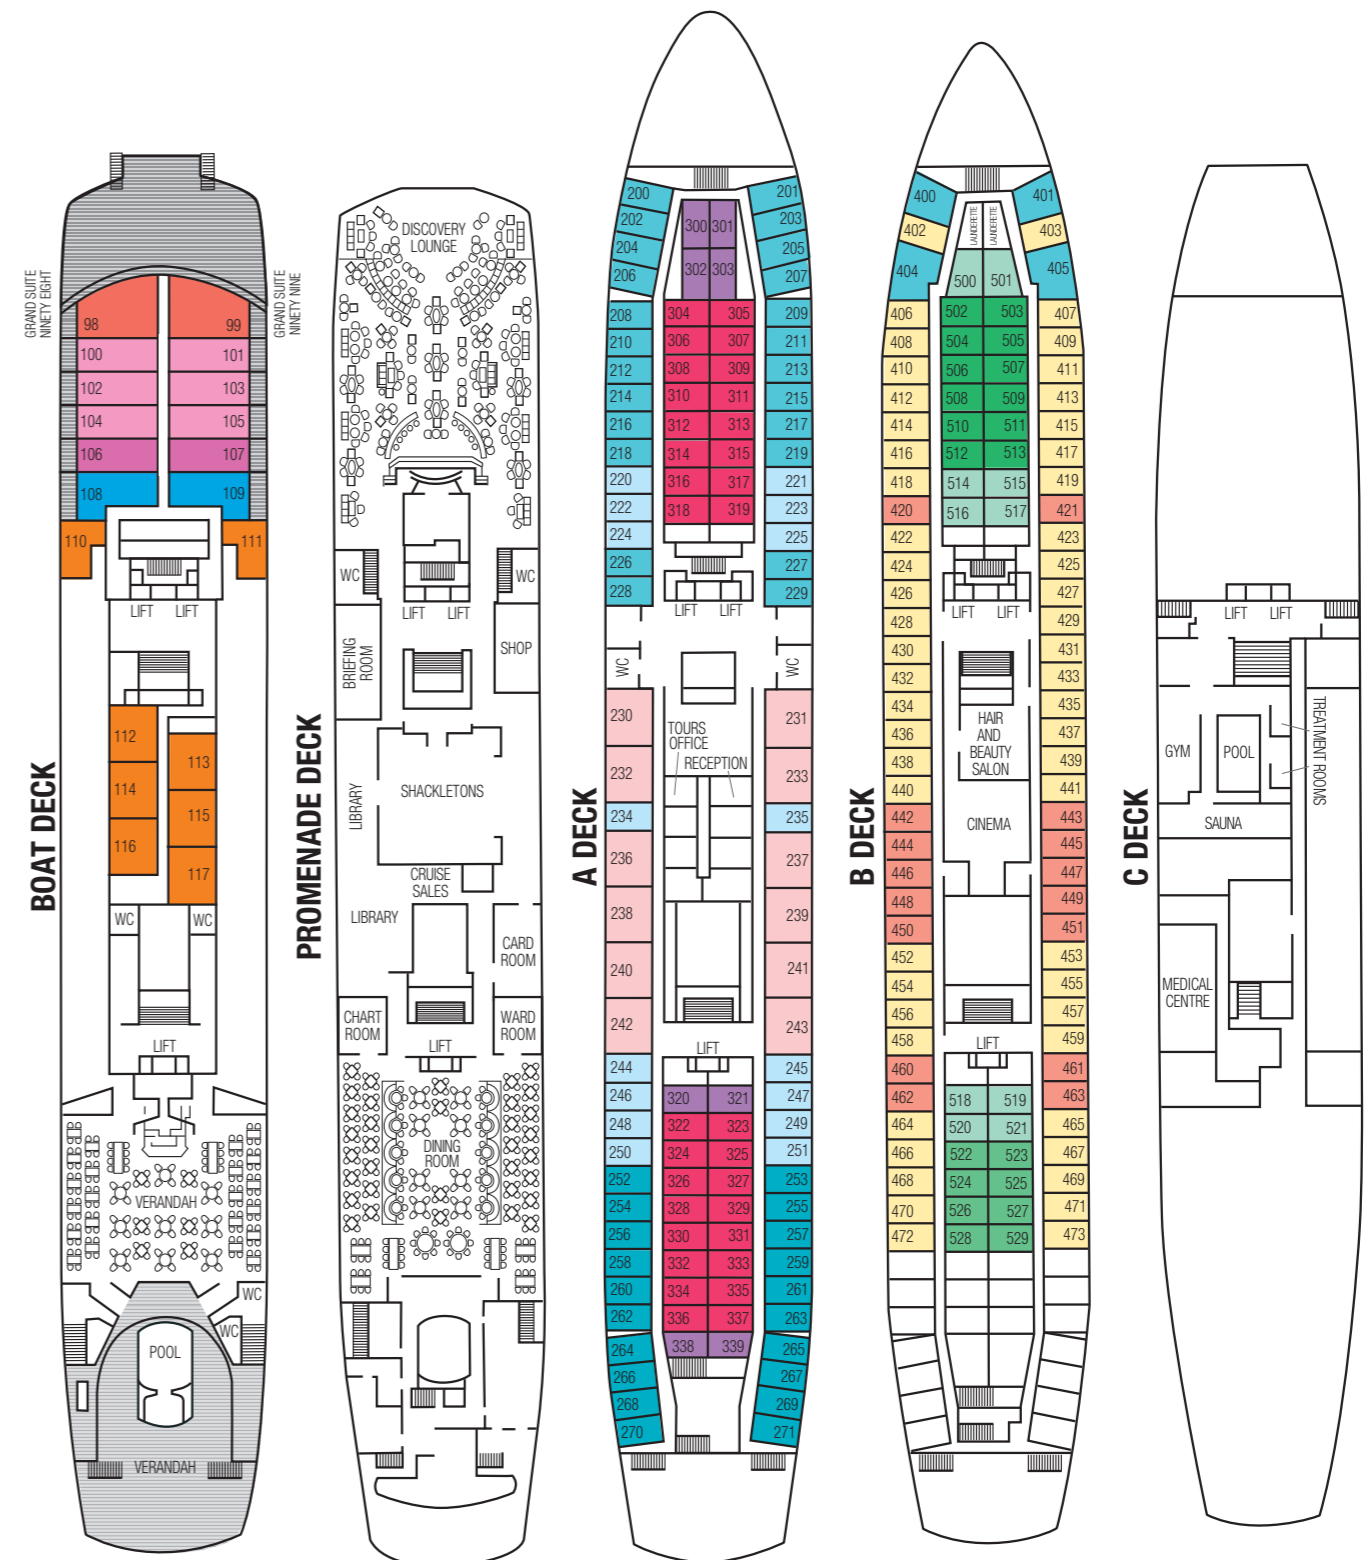 BOAT DECK
GRAND SUITE
NINETY EIGHT
GRAND SUITE
NINETY NINE
98 99
100 101
102 103
104 105
106 107
108 109
110 111
LIFT LIFT
112
113
114
115
116
117
WC WC
LIFT
VERANDAH
WC
WC
POOL
VERANDAH
PROMENADE DECK
DISCOVERY
LOUNGE
WC WC
LIFT LIFT
BRIEFING
ROOM
SHOP
LIBRARY
SHACKLETONS
CRUISE
SALES
LIBRARY
CARD
ROOM
CHART
ROOM
WARD
ROOM
LIFT
DINING
ROOM
A DECK
200 201
202 203
204 205
206 207
300 301
302 303
208 304 305 209
210 306 307 211
212 308 309 213
214 310 311 215
216 312 313 217
218 314 315 219
220 316 317 221
222 318 319 223
224 225
226 227
228 229
LIFT LIFT
WC WC
230 231
TOURS
OFFICE
RECEPTION
232 233
234 235
236 237
238 239
240 241
242 243
LIFT
244 245
246 320 321 247
248 322 323 249
250 324 325 251
252 326 327 253
254 328 329 255
256 330 331 257
258 332 333 259
260 334 335 261
262 336 337 263
264 338 339 265
266 267
268 269
270 271
B DECK
400 401
402 403
404 405
LAUNDERETTE
LAUNDERETTE
500 501
406 502 503 407
408 504 505 409
410 506 507 411
412 508 509 413
414 510 511 415
416 512 513 417
418 514 515 419
420 516 517 421
422 423
424 425
426 427
LIFT LIFT
428 429
430 431
432 433
434 435
HAIR
AND
BEAUTY
SALON
436 437
438 439
440 441
442 443
CINEMA
444 445
446 447
448 449
450 451
452 453
454 455
456 457
458 459
LIFT
460 461
462 518 519 463
464 520 521 465
466 522 523 467
468 524 525 469
470 526 527 471
472 528 529 473
C DECK
LIFT LIFT
GYM
POOL
TREATMENT ROOMS
SAUNA
MEDICAL
CENTRE